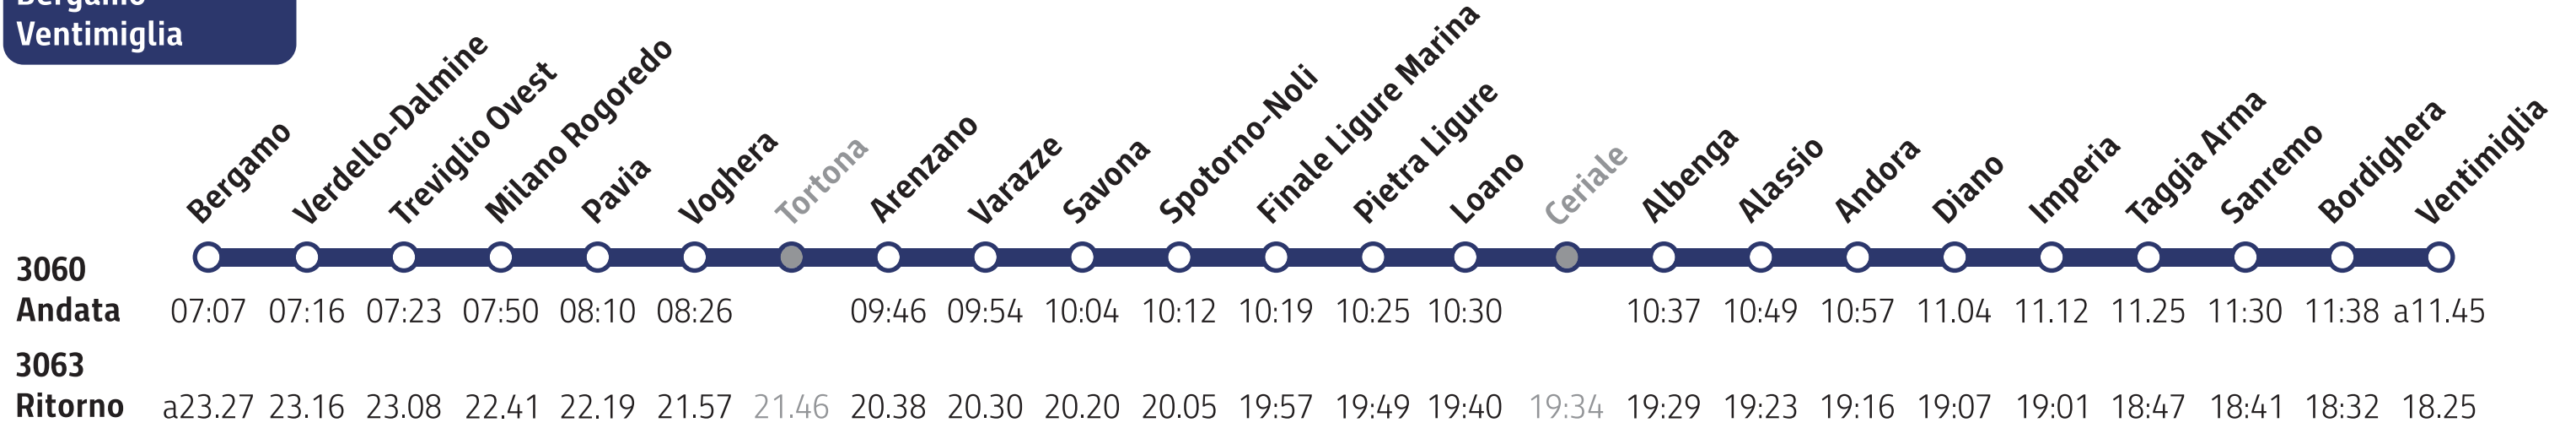 Bergamo
Ventimiglia
Bergamo Verdello-Dalmine Treviglio Ovest Milano Rogoredo Pavia Voghera Tortona Arenzano Varazze Savona Spotorno-Noli Finale Ligure Marina Pietra Ligure Loano Ceriale Albenga Alassio Andora Diano Imperia Taggia Arma Sanremo Bordighera Ventimiglia
3060
Andata 07:07 07:16 07:23 07:50 08:10 08:26 09:46 09:54 10:04 10:12 10:19 10:25 10:30 10:37 10:49 10:57 11.04 11.12 11.25 11:30 11:38 a11.45
3063
Ritorno a23.27 23.16 23.08 22.41 22.19 21.57 21.46 20.38 20.30 20.20 20.05 19:57 19:49 19:40 19:34 19:29 19:23 19:16 19:07 19:01 18:47 18:41 18:32 18.25